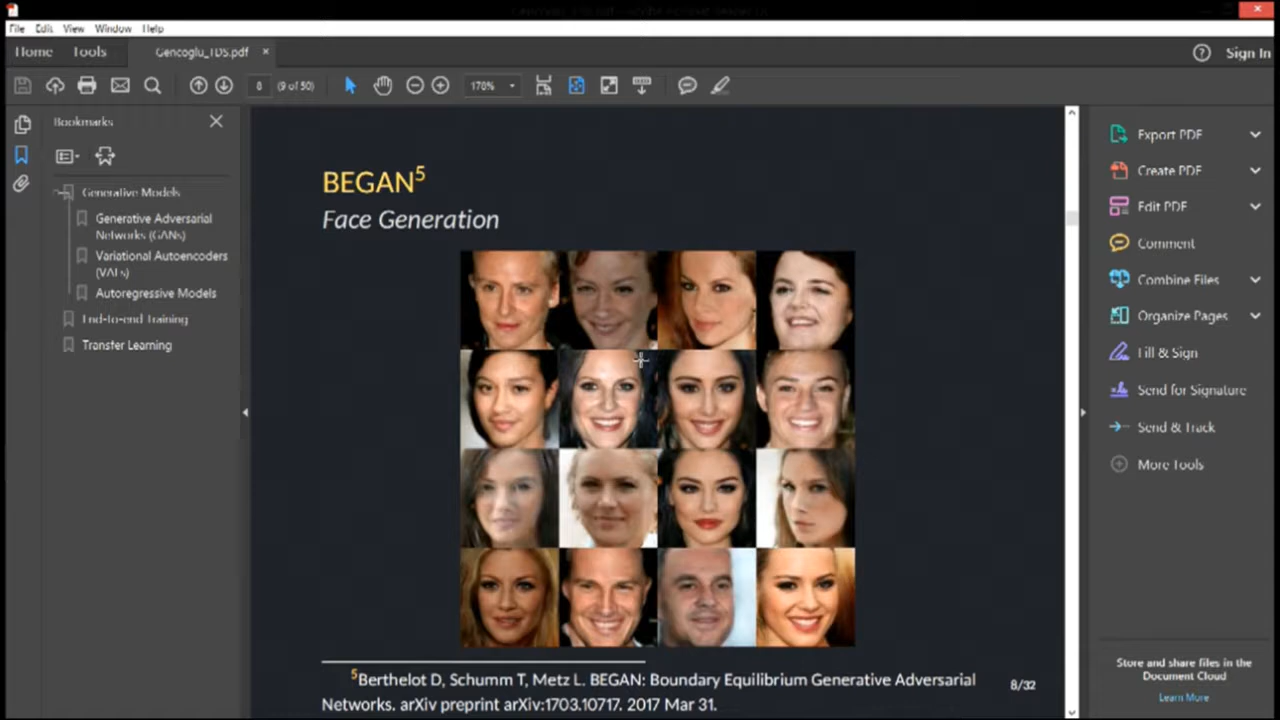 File Edit View Window Help
Home Tools Gencoglu_TDS.pdf × Sign In
8 (9 of 50) 178%
Bookmarks
Generative Models
Generative Adversarial
Networks (GANs)
Variational Autoencoders
(VAEs)
Autoregressive Models
End-to-end Training
Transfer Learning
BEGAN⁵
Face Generation
⁵Berthelot D, Schumm T, Metz L. BEGAN: Boundary Equilibrium Generative Adversarial
Networks. arXiv preprint arXiv:1703.10717. 2017 Mar 31.
8/32
Export PDF
Create PDF
Edit PDF
Comment
Combine Files
Organize Pages
Fill & Sign
Send for Signature
Send & Track
More Tools
Store and share files in the
Document Cloud
Learn More